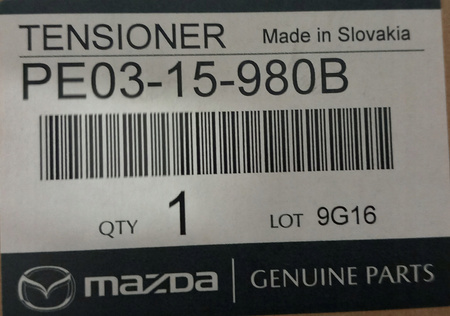 TENSIONER Made in Slovakia
PE03-15-980B
QTY 1 LOT 9G16
mazda GENUINE PARTS